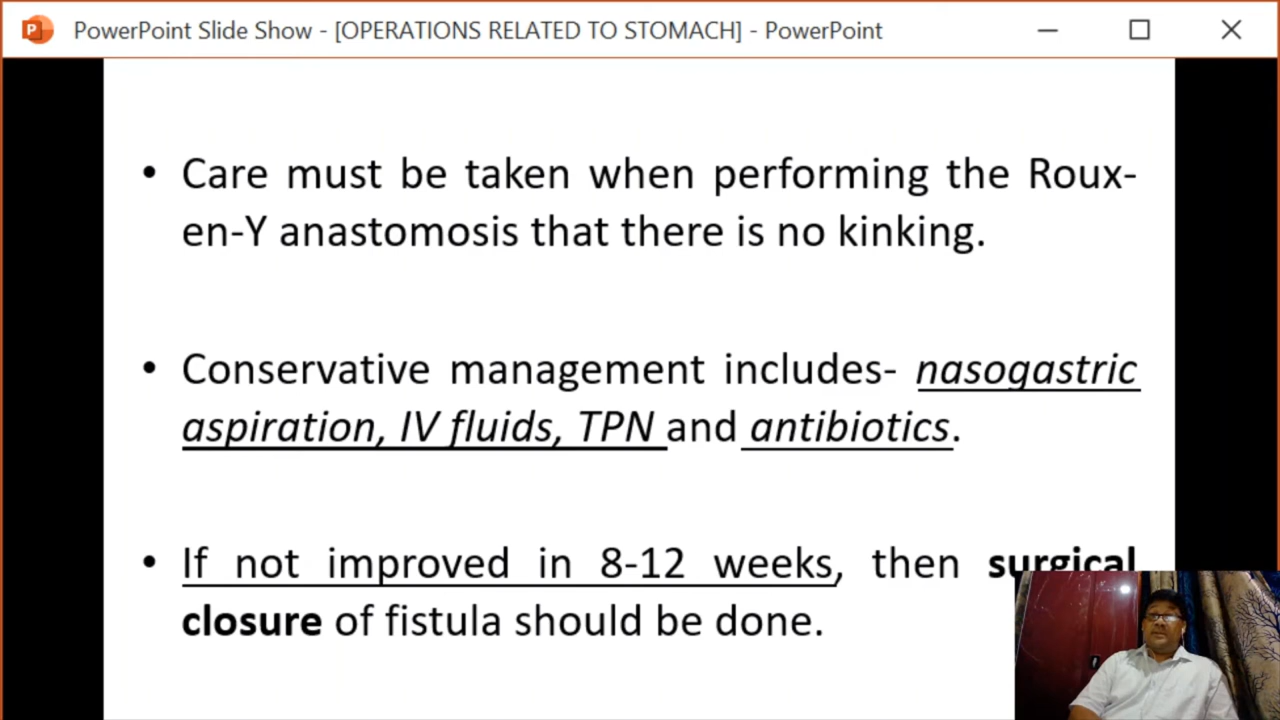 PowerPoint Slide Show - [OPERATIONS RELATED TO STOMACH] - PowerPoint
• Care must be taken when performing the Roux-
en-Y anastomosis that there is no kinking.
• Conservative management includes- nasogastric
aspiration, IV fluids, TPN and antibiotics.
• If not improved in 8-12 weeks, then surgical
closure of fistula should be done.